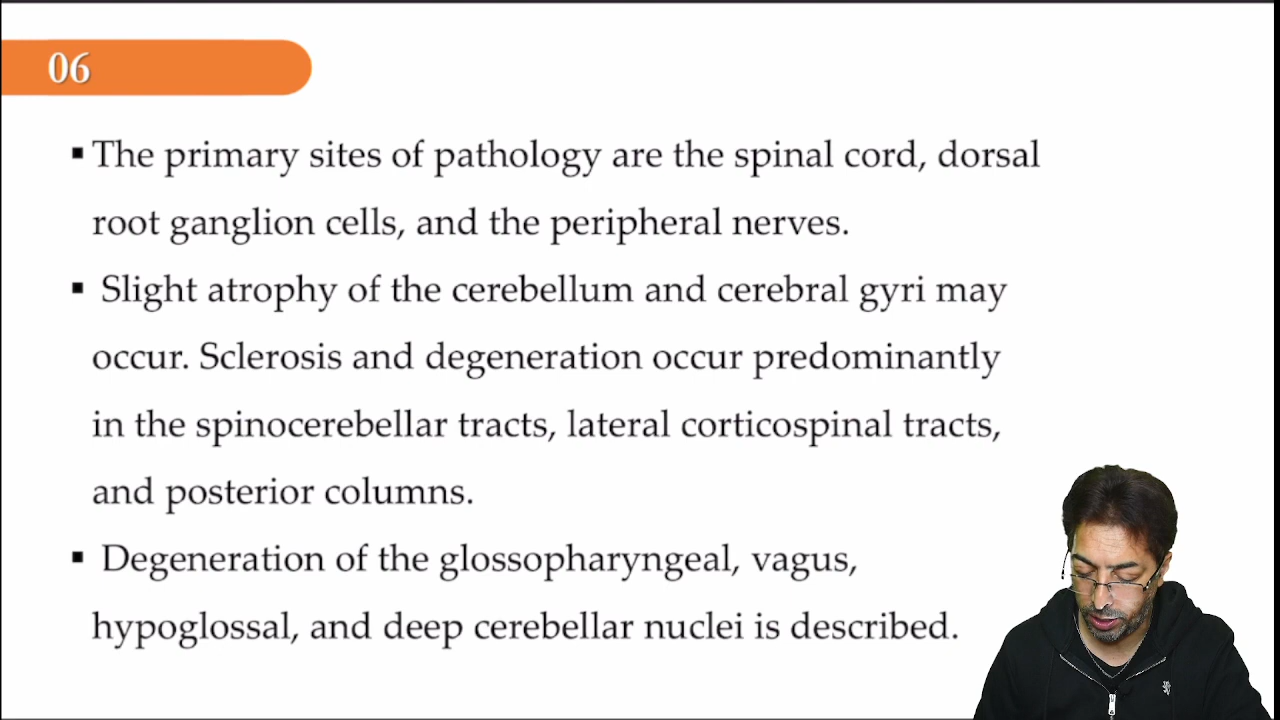 06
▪ The primary sites of pathology are the spinal cord, dorsal
root ganglion cells, and the peripheral nerves.
▪ Slight atrophy of the cerebellum and cerebral gyri may
occur. Sclerosis and degeneration occur predominantly
in the spinocerebellar tracts, lateral corticospinal tracts,
and posterior columns.
▪ Degeneration of the glossopharyngeal, vagus,
hypoglossal, and deep cerebellar nuclei is described.